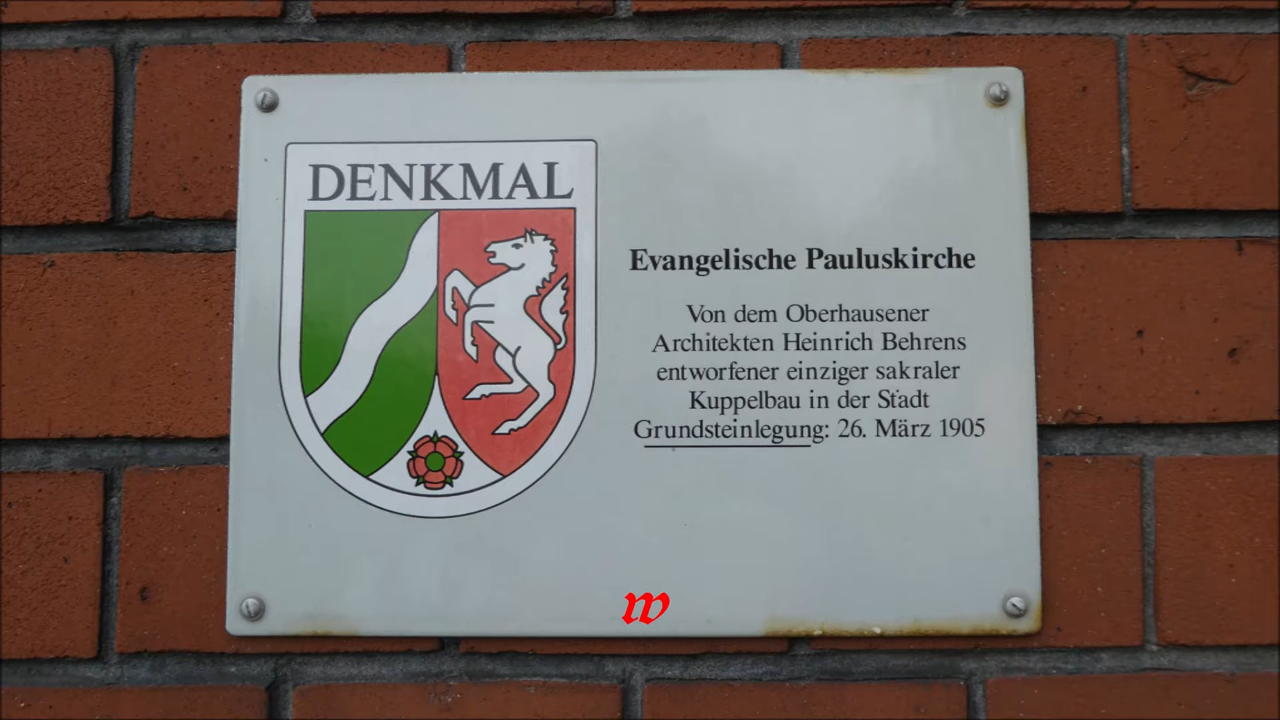 DENKMAL
Evangelische Pauluskirche
Von dem Oberhausener
Architekten Heinrich Behrens
entworfener einziger sakraler
Kuppelbau in der Stadt
Grundsteinlegung: 26. März 1905
w